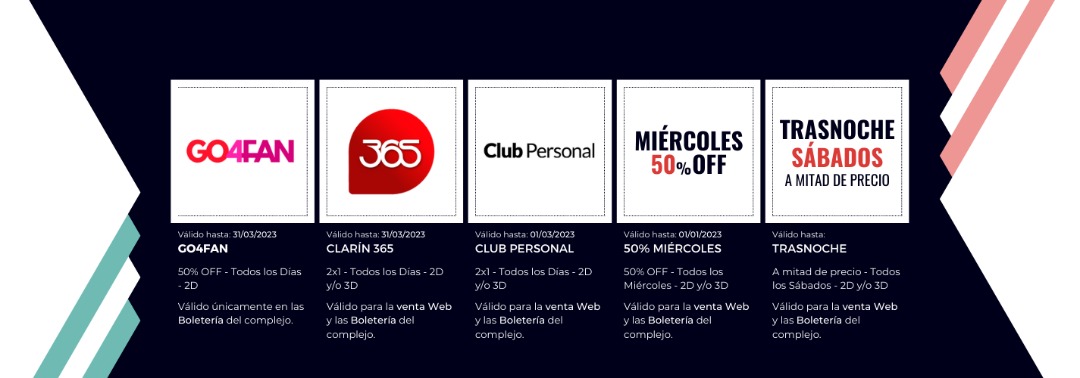 GO4FAN
Válido hasta: 31/03/2023
GO4FAN
50% OFF - Todos los Días
- 2D
Válido únicamente en las
Boletería del complejo.
365
Válido hasta: 31/03/2023
CLARÍN 365
2x1 - Todos los Días - 2D
y/o 3D
Válido para la venta Web
y las Boletería del
complejo.
Club Personal
Válido hasta: 01/03/2023
CLUB PERSONAL
2x1 - Todos los Días - 2D
y/o 3D
Válido para la venta Web
y las Boletería del
complejo.
MIÉRCOLES
50%OFF
Válido hasta: 01/01/2023
50% MIÉRCOLES
50% OFF - Todos los
Miércoles - 2D y/o 3D
Válido para la venta Web
y las Boletería del
complejo.
TRASNOCHE
SÁBADOS
A MITAD DE PRECIO
Válido hasta:
TRASNOCHE
A mitad de precio - Todos
los Sábados - 2D y/o 3D
Válido para la venta Web
y las Boletería del
complejo.